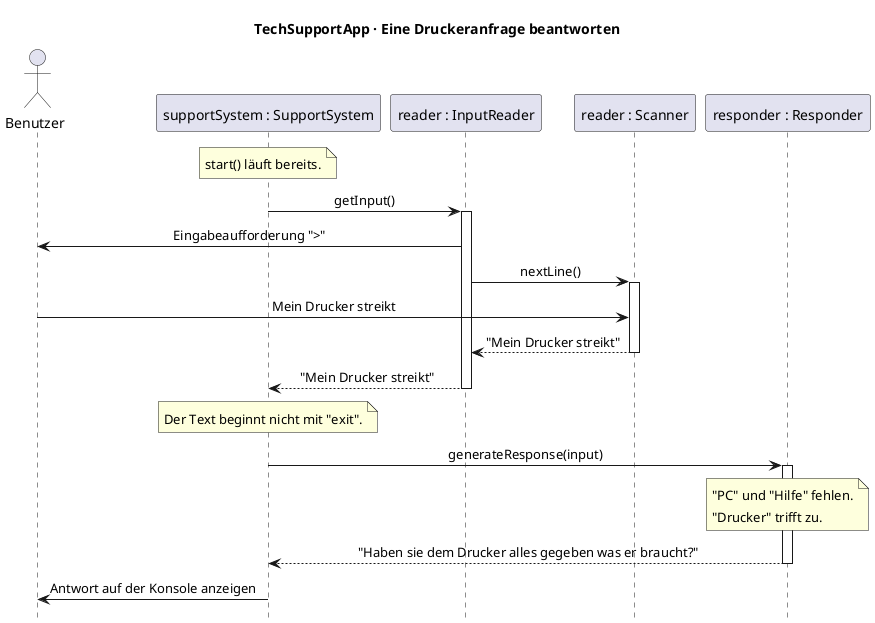 TechSupportApp · Eine Druckeranfrage beantworten
Benutzer
supportSystem : SupportSystem
reader : InputReader
reader : Scanner
responder : Responder
start() läuft bereits.
getInput()
Eingabeaufforderung ">"
nextLine()
Mein Drucker streikt
"Mein Drucker streikt"
"Mein Drucker streikt"
Der Text beginnt nicht mit "exit".
generateResponse(input)
"PC" und "Hilfe" fehlen.
"Drucker" trifft zu.
"Haben sie dem Drucker alles gegeben was er braucht?"
Antwort auf der Konsole anzeigen